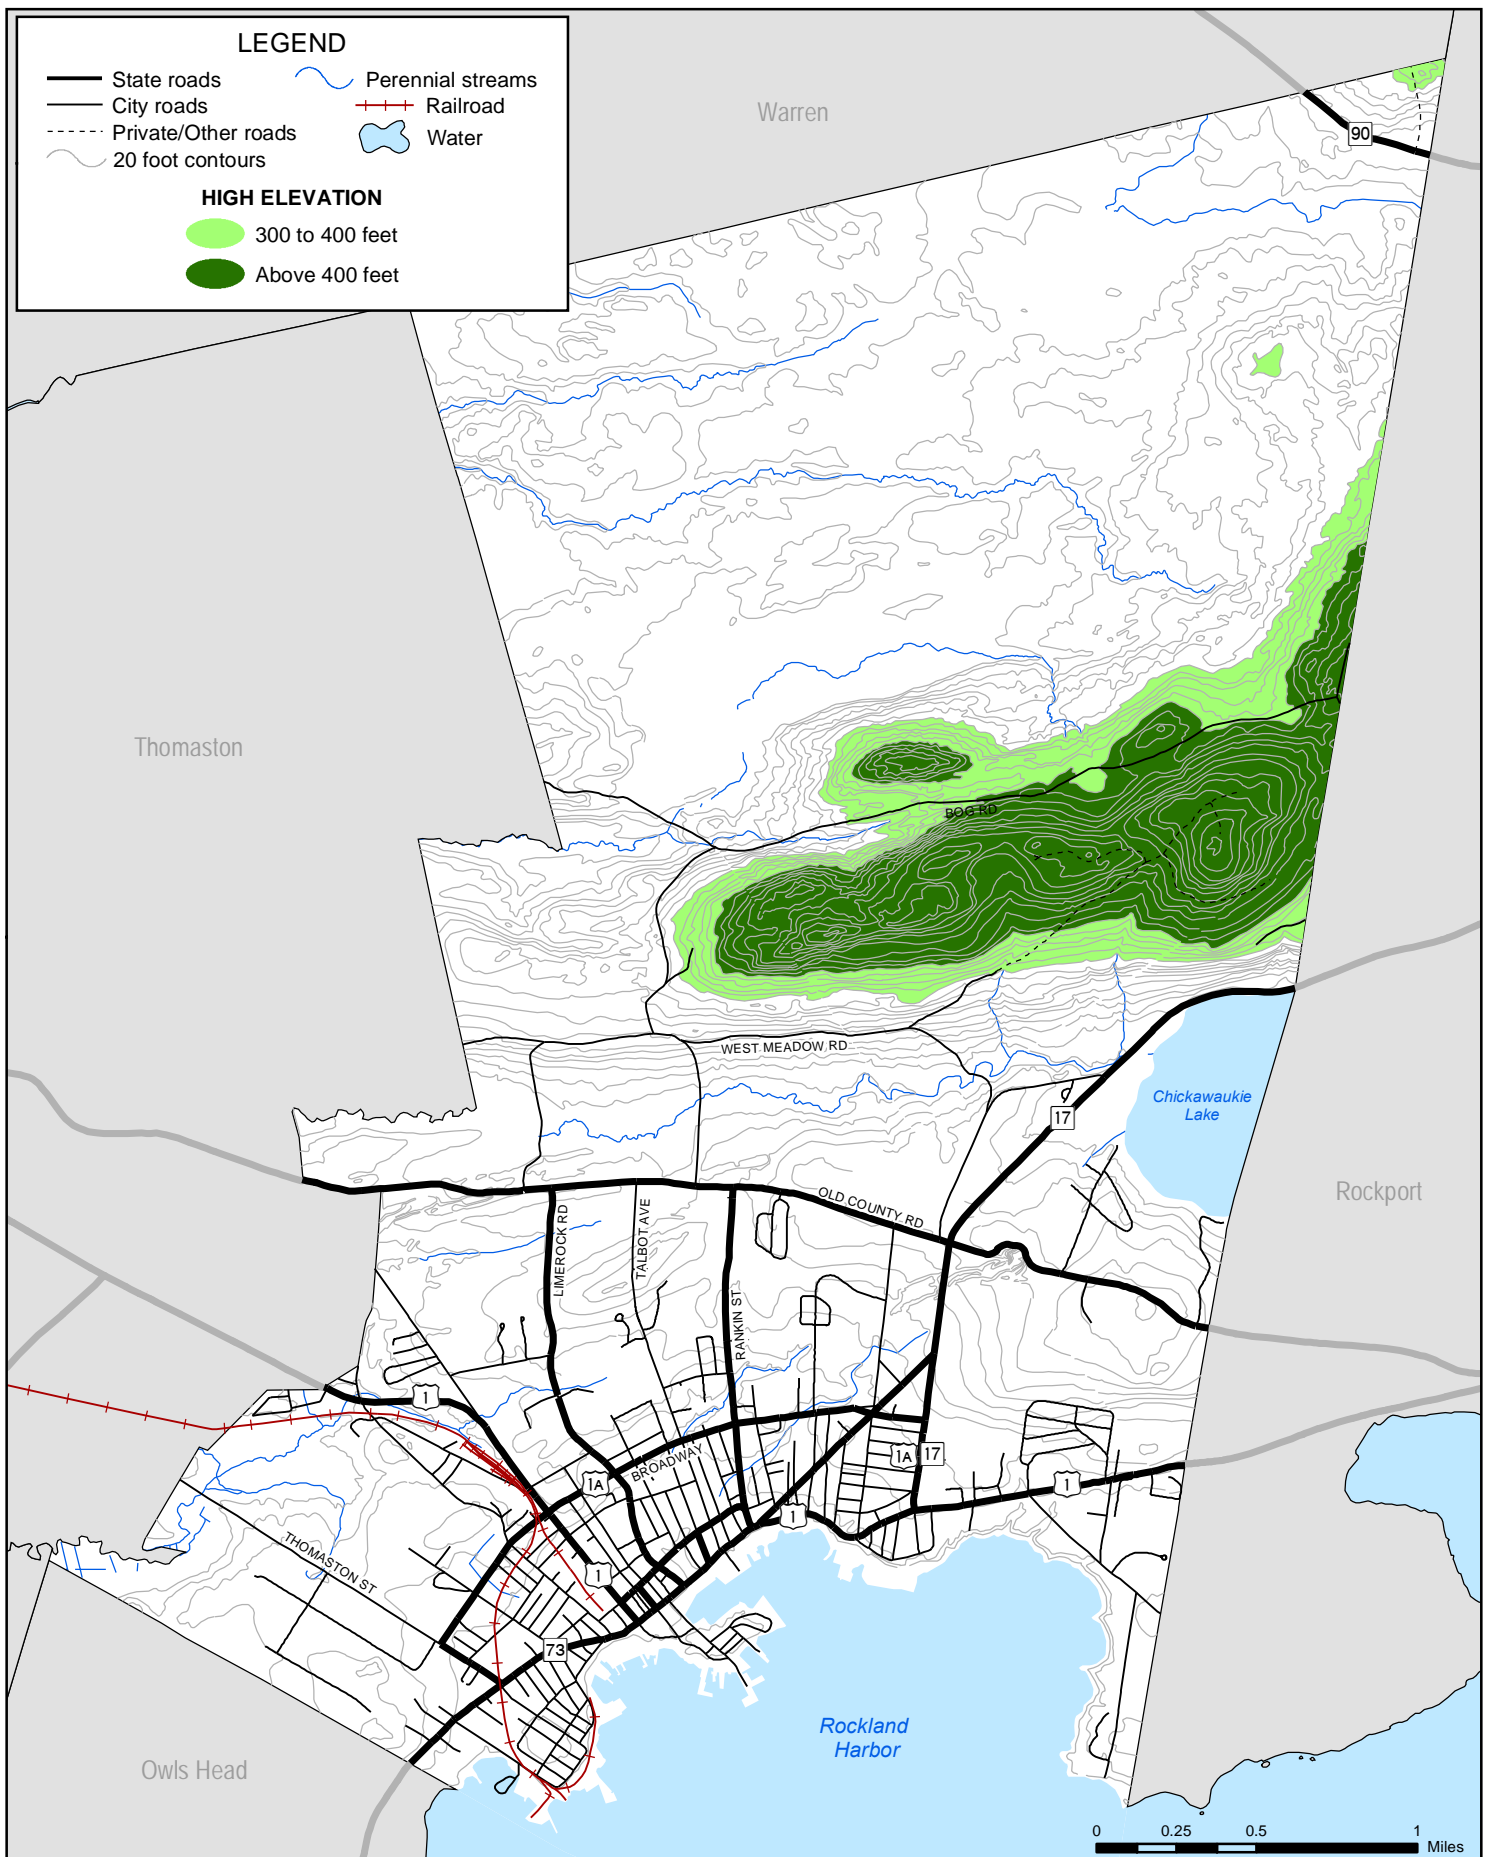 LEGEND
State roads
Perennial streams
City roads
Railroad
Private/Other roads
Water
20 foot contours
HIGH ELEVATION
300 to 400 feet
Above 400 feet
Warren
90
Thomaston
BOG RD
WEST MEADOW RD
Chickawaukie
Lake
17
Rockport
OLD COUNTY RD
LIMEROCK RD
TALBOT AVE
RANKIN ST
1
BROADWAY
1A
1A
17
1
1
THOMASTON ST
1
73
Rockland
Harbor
Owls Head
0 0.25 0.5 1
Miles